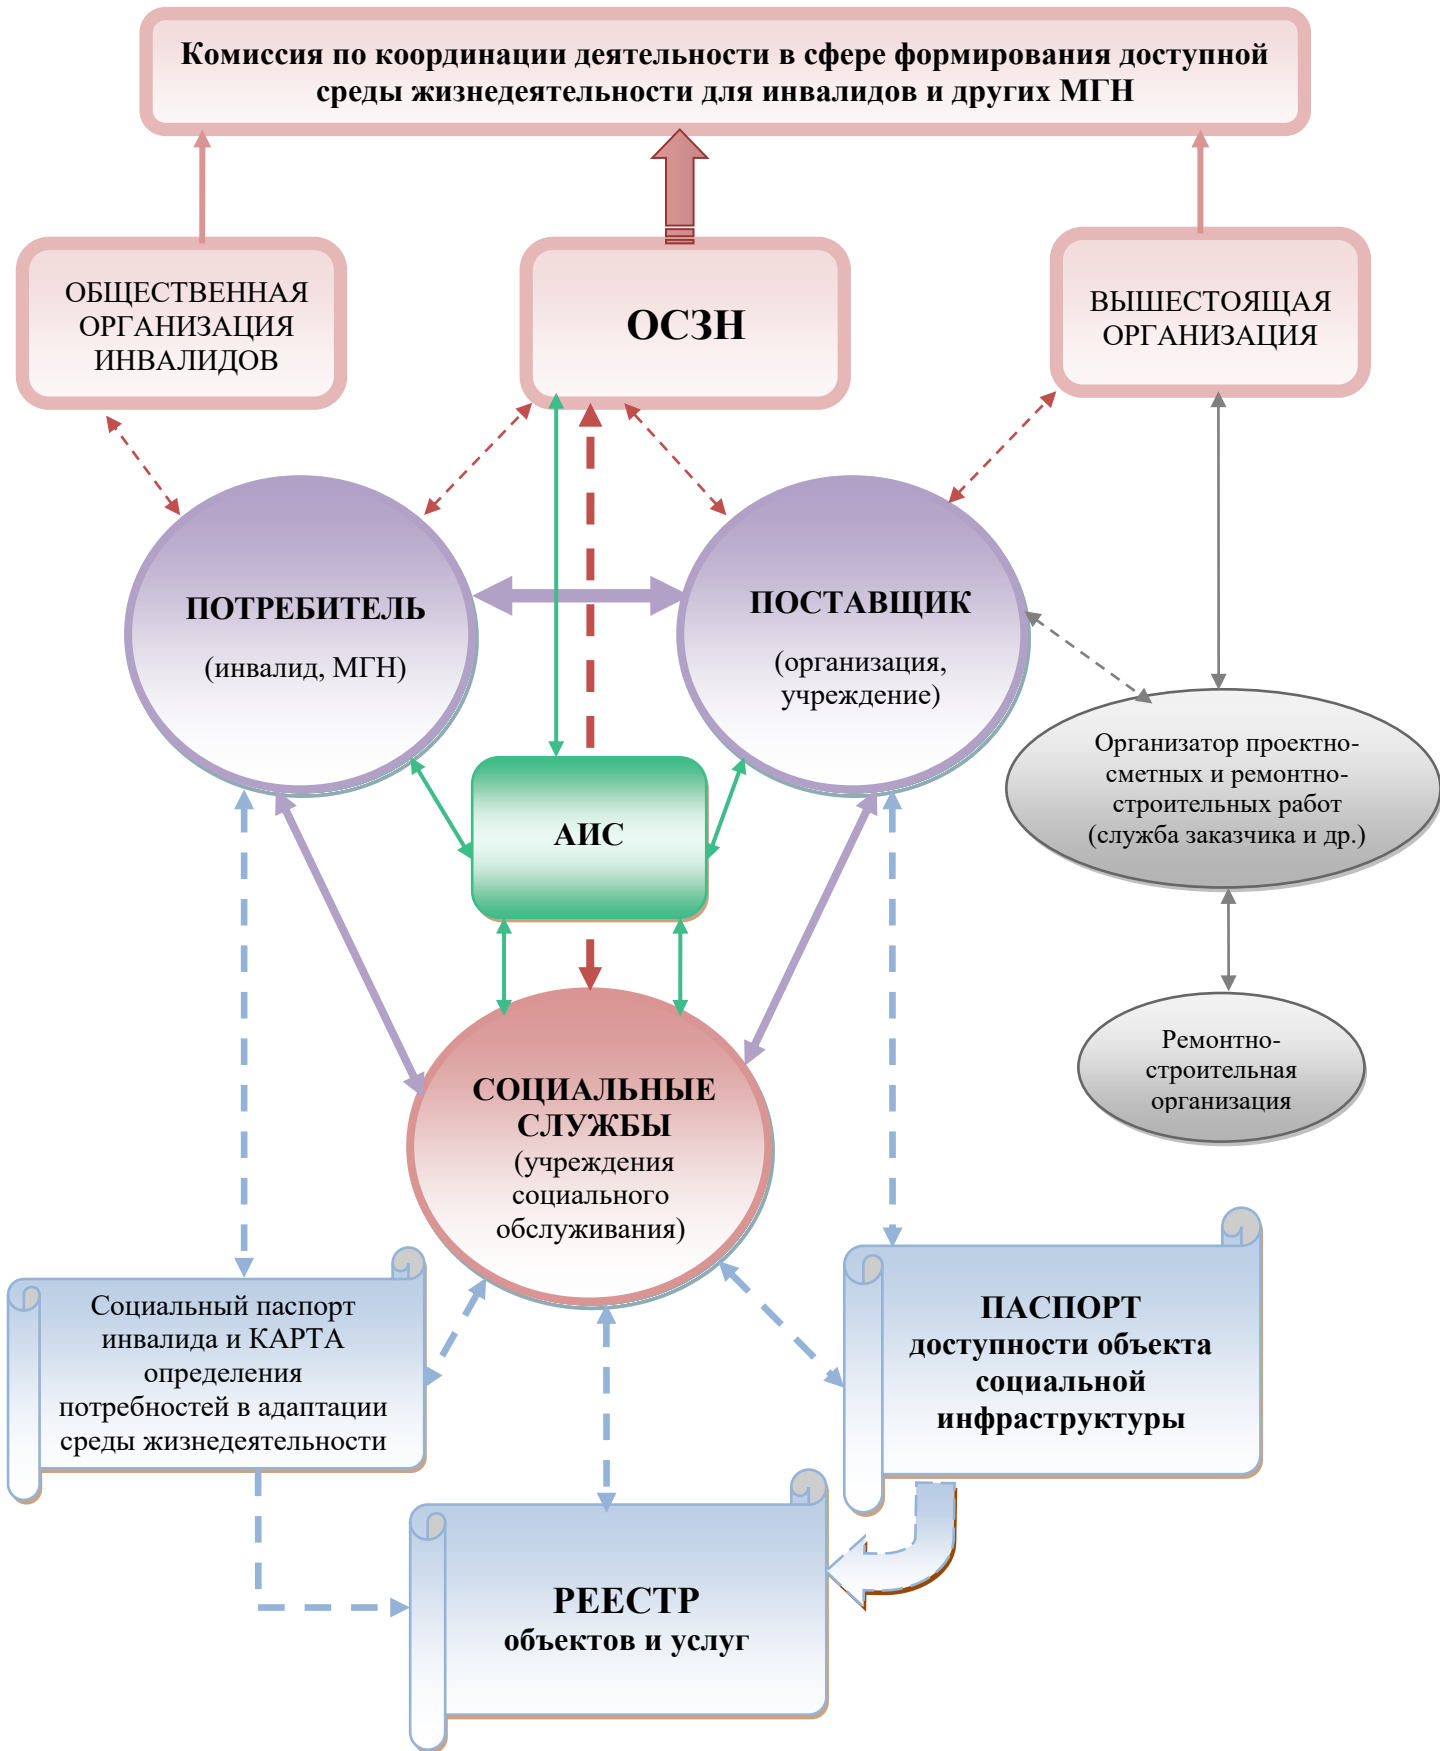 Комиссия по координации деятельности в сфере формирования доступной
среды жизнедеятельности для инвалидов и других МГН
ОБЩЕСТВЕННАЯ
ОРГАНИЗАЦИЯ
ИНВАЛИДОВ
ОСЗН
ВЫШЕСТОЯЩАЯ
ОРГАНИЗАЦИЯ
ПОТРЕБИТЕЛЬ
(инвалид, МГН)
ПОСТАВЩИК
(организация,
учреждение)
Организатор проектно-
сметных и ремонтно-
строительных работ
(служба заказчика и др.)
АИС
Ремонтно-
строительная
организация
СОЦИАЛЬНЫЕ
СЛУЖБЫ
(учреждения
социального
обслуживания)
Социальный паспорт
инвалида и КАРТА
определения
потребностей в адаптации
среды жизнедеятельности
ПАСПОРТ
доступности объекта
социальной
инфраструктуры
РЕЕСТР
объектов и услуг